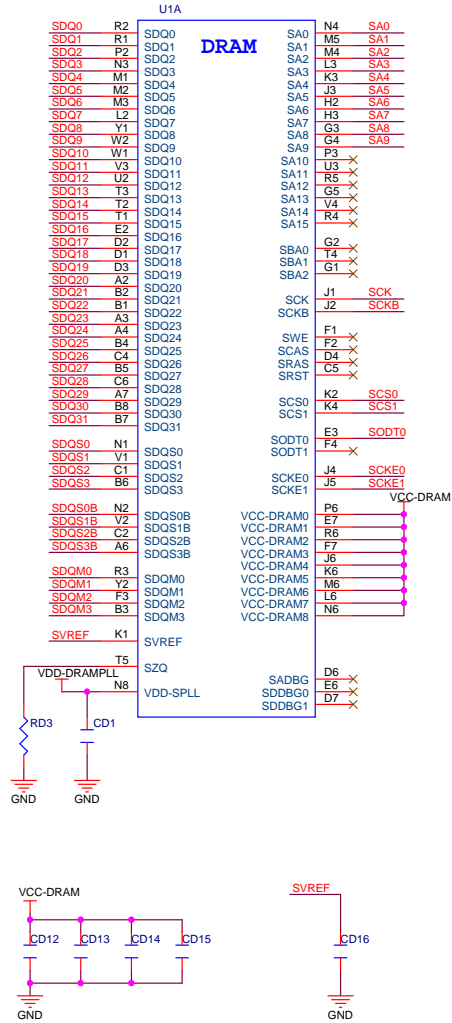 U1A
DRAM
SDQ0 R2 SDQ0 SA0 N4 SA0
SDQ1 R1 SDQ1 SA1 M5 SA1
SDQ2 P2 SDQ2 SA2 M4 SA2
SDQ3 N3 SDQ3 SA3 L3 SA3
SDQ4 M1 SDQ4 SA4 K3 SA4
SDQ5 M2 SDQ5 SA5 J3 SA5
SDQ6 M3 SDQ6 SA6 H2 SA6
SDQ7 L2 SDQ7 SA7 H3 SA7
SDQ8 Y1 SDQ8 SA8 G3 SA8
SDQ9 W2 SDQ9 SA9 G4 SA9
SDQ10 W1 SDQ10 SA10 P3
SDQ11 V3 SDQ11 SA11 U3
SDQ12 U2 SDQ12 SA12 R5
SDQ13 T3 SDQ13 SA13 G5
SDQ14 T2 SDQ14 SA14 V4
SDQ15 T1 SDQ15 SA15 R4
SDQ16 E2 SDQ16
SDQ17 D2 SDQ17 SBA0 G2
SDQ18 D1 SDQ18 SBA1 T4
SDQ19 D3 SDQ19 SBA2 G1
SDQ20 A2 SDQ20
SDQ21 B2 SDQ21 SCK J1 SCK
SDQ22 B1 SDQ22 SCKB J2 SCKB
SDQ23 A3 SDQ23
SDQ24 A4 SDQ24 SWE F1
SDQ25 B4 SDQ25 SCAS F2
SDQ26 C4 SDQ26 SRAS D4
SDQ27 B5 SDQ27 SRST C5
SDQ28 C6 SDQ28
SDQ29 A7 SDQ29 SCS0 K2 SCS0
SDQ30 B8 SDQ30 SCS1 K4 SCS1
SDQ31 B7 SDQ31
SODT0 E3 SODT0
SDQS0 N1 SDQS0 SODT1 F4
SDQS1 V1 SDQS1
SDQS2 C1 SDQS2 SCKE0 J4 SCKE0
SDQS3 B6 SDQS3 SCKE1 J5 SCKE1
VCC-DRAM
SDQS0B N2 SDQS0B VCC-DRAM0 P6
SDQS1B V2 SDQS1B VCC-DRAM1 E7
SDQS2B C2 SDQS2B VCC-DRAM2 R6
SDQS3B A6 SDQS3B VCC-DRAM3 F7
VCC-DRAM4 J6
SDQM0 R3 SDQM0 VCC-DRAM5 K6
SDQM1 Y2 SDQM1 VCC-DRAM6 M6
SDQM2 F3 SDQM2 VCC-DRAM7 L6
SDQM3 B3 SDQM3 VCC-DRAM8 N6
SVREF K1 SVREF
T5 SZQ
VDD-DRAMPLL SADBG D6
N8 VDD-SPLL SDDBG0 E6
SDDBG1 D7
RD3 CD1
GND GND
VCC-DRAM SVREF
CD12 CD13 CD14 CD15 CD16
GND GND